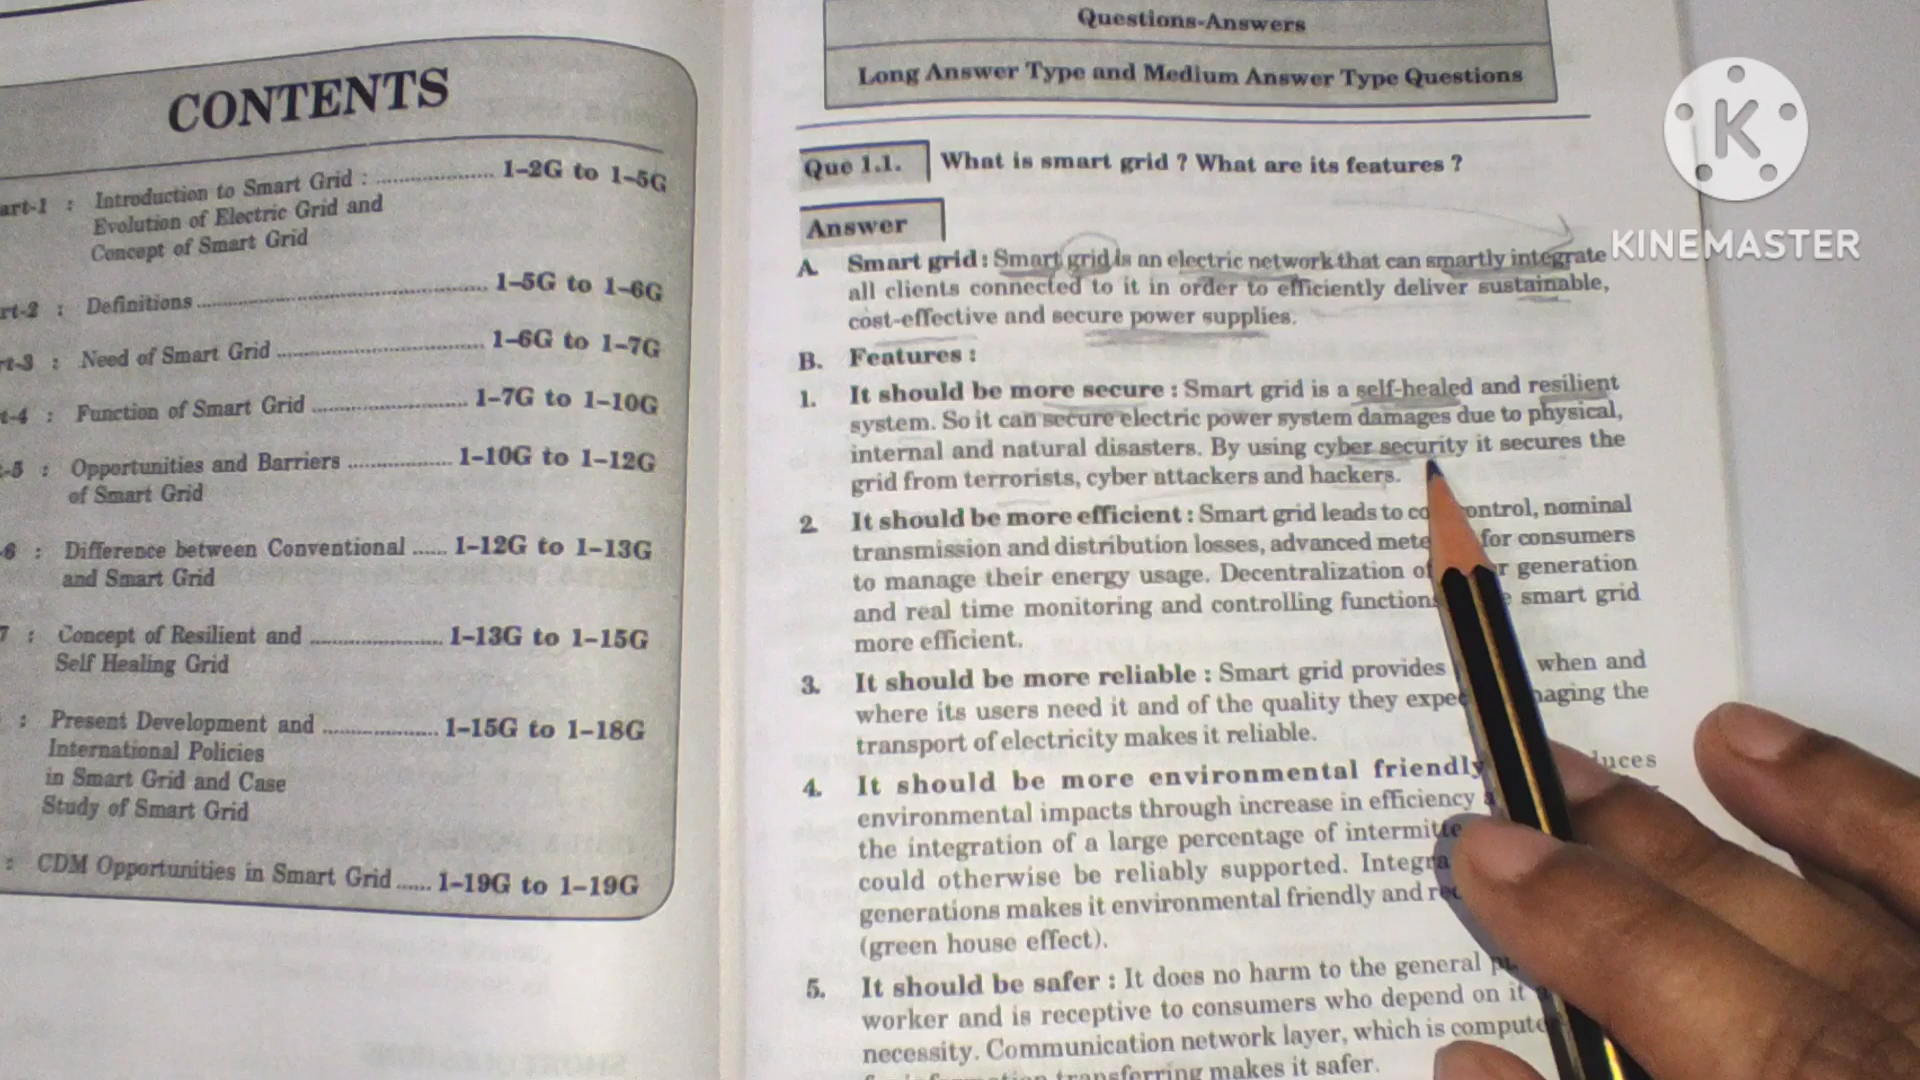 CONTENTS
art-1 : Introduction to Smart Grid : .................... 1–2G to 1–5G
Evolution of Electric Grid and
Concept of Smart Grid
rt-2 : Definitions .................... 1–5G to 1–6G
rt-3 : Need of Smart Grid .................... 1–6G to 1–7G
t-4 : Function of Smart Grid .................... 1–7G to 1–10G
-5 : Opportunities and Barriers .................... 1–10G to 1–12G
of Smart Grid
6 : Difference between Conventional ...... 1–12G to 1–13G
and Smart Grid
7 : Concept of Resilient and .................... 1–13G to 1–15G
Self Healing Grid
: Present Development and .................... 1–15G to 1–18G
International Policies
in Smart Grid and Case
Study of Smart Grid
: CDM Opportunities in Smart Grid ...... 1–19G to 1–19G
Questions-Answers
Long Answer Type and Medium Answer Type Questions
Que 1.1. What is smart grid ? What are its features ?
Answer
A. Smart grid : Smart grid is an electric network that can smartly integrate
all clients connected to it in order to efficiently deliver sustainable,
cost-effective and secure power supplies.
B. Features :
1. It should be more secure : Smart grid is a self-healed and resilient
system. So it can secure electric power system damages due to physical,
internal and natural disasters. By using cyber security it secures the
grid from terrorists, cyber attackers and hackers.
2. It should be more efficient : Smart grid leads to control, nominal
transmission and distribution losses, advanced for consumers
to manage their energy usage. Decentralization generation
and real time monitoring and controlling smart grid
more efficient.
3. It should be more reliable : Smart grid provides when and
where its users need it and of the quality they the
transport of electricity makes it reliable.
4. It should be more environmental friendly
environmental impacts through increase in efficiency
the integration of a large percentage of
could otherwise be reliably supported.
generations makes it environmental friendly and
(green house effect).
5. It should be safer : It does no harm to the general
worker and is receptive to consumers who depend on it
necessity. Communication network layer, which is
transferring makes it safer.
K
KINEMASTER